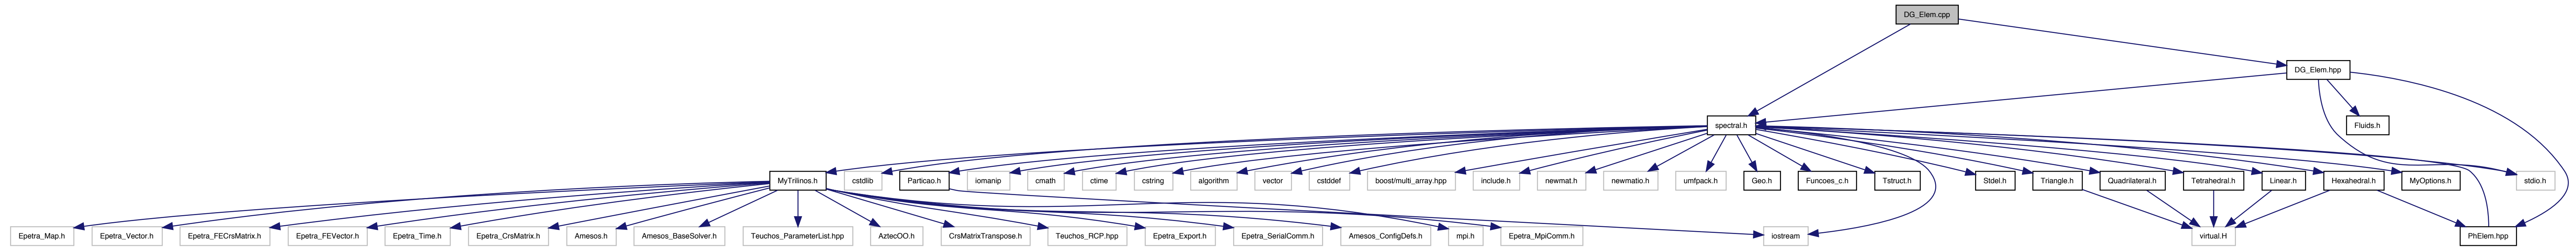 DG_Elem.cpp
DG_Elem.hpp
spectral.h
Fluids.h
MyTrilinos.h
cstdlib
Particao.h
iomanip
cmath
ctime
cstring
algorithm
vector
cstddef
boost/multi_array.hpp
include.h
newmat.h
newmatio.h
umfpack.h
Geo.h
Funcoes_c.h
Tstruct.h
Stdel.h
Triangle.h
Quadrilateral.h
Tetrahedral.h
Linear.h
Hexahedral.h
MyOptions.h
stdio.h
Epetra_Map.h
Epetra_Vector.h
Epetra_FECrsMatrix.h
Epetra_FEVector.h
Epetra_Time.h
Epetra_CrsMatrix.h
Amesos.h
Amesos_BaseSolver.h
Teuchos_ParameterList.hpp
AztecOO.h
CrsMatrixTranspose.h
Teuchos_RCP.hpp
Epetra_Export.h
Epetra_SerialComm.h
Amesos_ConfigDefs.h
mpi.h
Epetra_MpiComm.h
iostream
virtual.H
PhElem.hpp